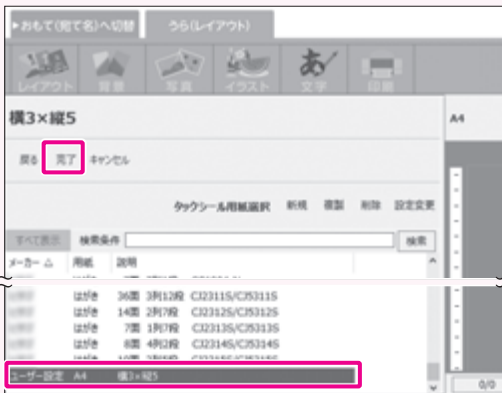 ▸おもて(宛て名)へ切替 うら(レイアウト)
レイアウト 背景 写真 イラスト 文字 印刷
横3×縦5
A4
戻る 完了 キャンセル
タックシール用紙選択 新規 複製 削除 設定変更
すべて表示 検索条件 検索
メーカー △ 用紙 説明
はがき 36面 3列12段 CJ2311S/CJ5311S
はがき 14面 2列7段 CJ2312S/CJ5312S
はがき 7面 1列7段 CJ2313S/CJ5313S
はがき 8面 4列2段 CJ2314S/CJ5314S
はがき 10面
ユーザー設定 A4 横3×縦5
0/0